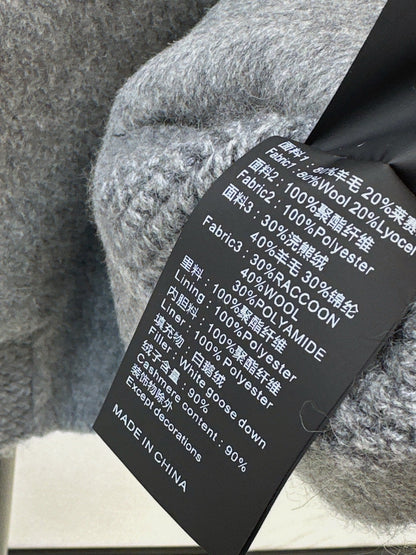 面料1：80%羊毛 20%莱赛
Fabric1：80%Wool 20%Lyocel
面料2：100%聚酯纤维
Fabric2：100%Polyester
面料3：30%浣熊绒
40%羊毛 30%锦纶
Fabric3：30%RACCOON
40%WOOL
30%POLYAMIDE
里料：100%聚酯纤维
Lining：100%Polyester
内胆料：100%聚酯纤维
Liner：100%Polyester
填充物：白鹅绒
Filler：White goose down
绒子含量：90%
Cashmere content：90%
装饰物除外
Except decorations
MADE IN CHINA